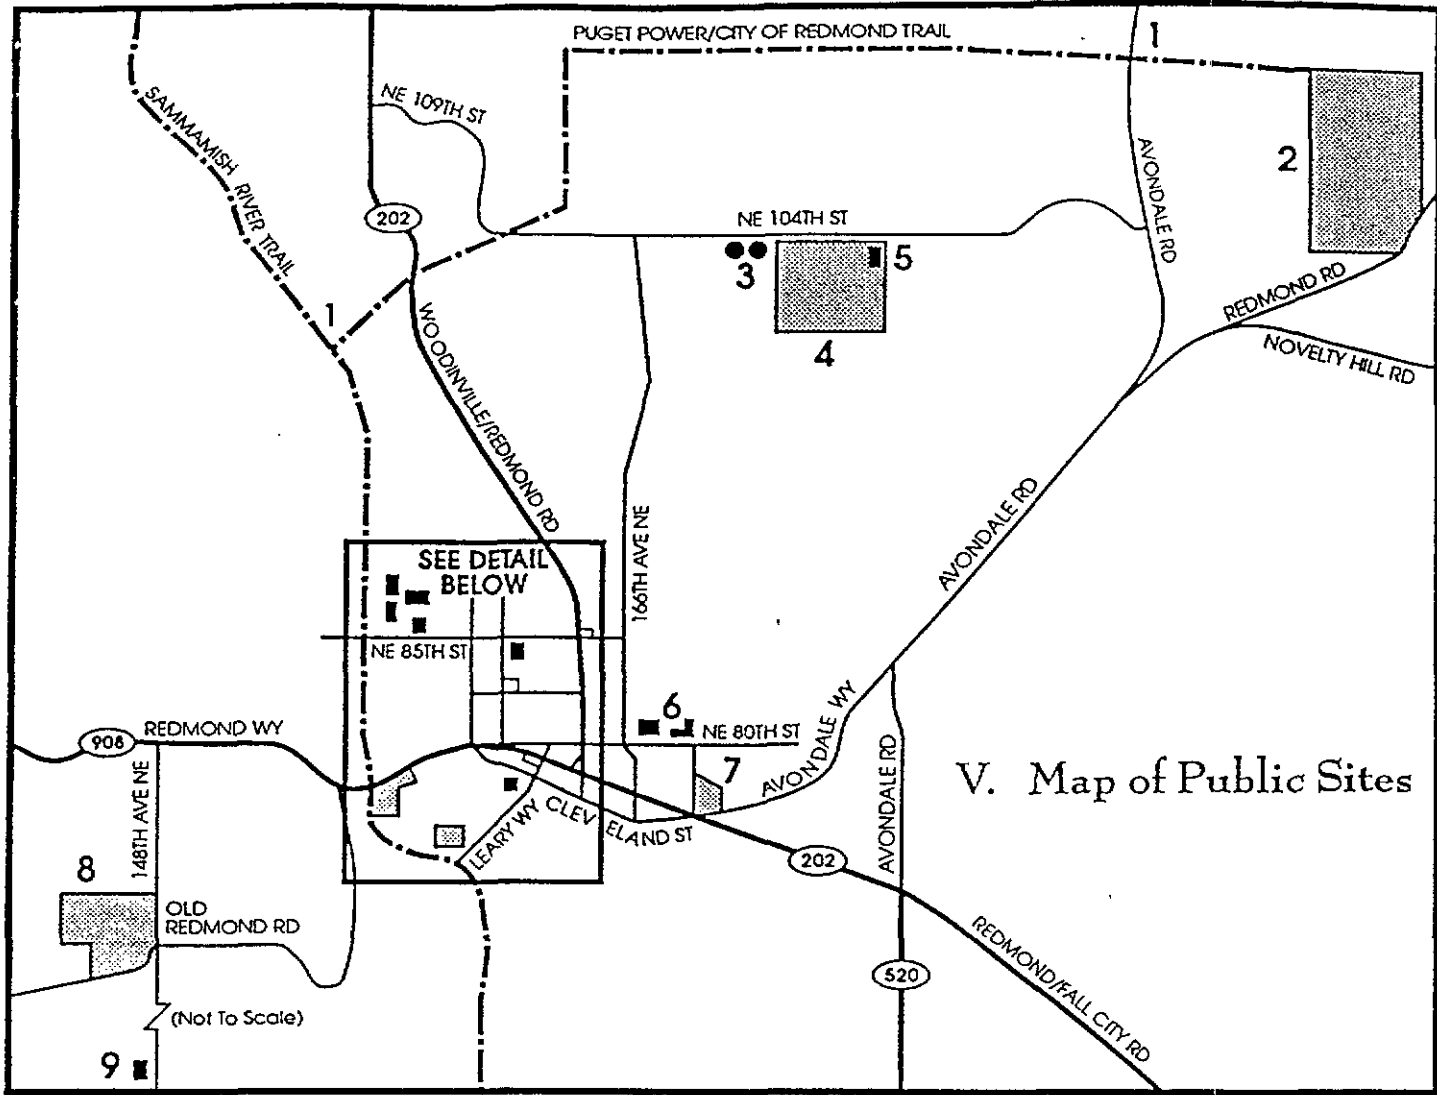 PUGET POWER/CITY OF REDMOND TRAIL
1
SAMMAMISH RIVER TRAIL
NE 109TH ST
2
AVONDALE RD
202
NE 104TH ST
3
5
4
REDMOND RD
NOVELTY HILL RD
1
WOODINVILLE/REDMOND RD
AVONDALE RD
166TH AVE NE
SEE DETAIL
BELOW
NE 85TH ST
6
NE 80TH ST
908
REDMOND WY
7
AVONDALE WY
V. Map of Public Sites
148TH AVE NE
LEARY WY
CLEVELAND ST
AVONDALE RD
202
8
OLD
REDMOND RD
REDMOND/FALL CITY RD
520
(Not To Scale)
9